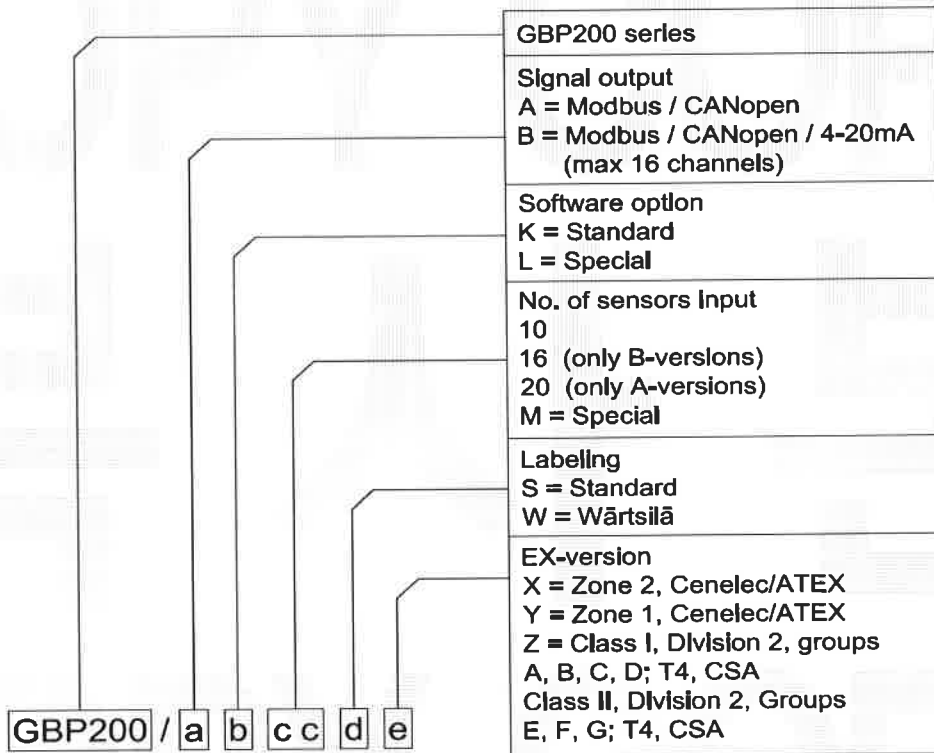 GBP200 series
Signal output
A = Modbus / CANopen
B = Modbus / CANopen / 4-20mA
(max 16 channels)
Software option
K = Standard
L = Special
No. of sensors Input
10
16 (only B-versions)
20 (only A-versions)
M = Special
Labeling
S = Standard
W = Wärtsilä
EX-version
X = Zone 2, Cenelec/ATEX
Y = Zone 1, Cenelec/ATEX
Z = Class I, Division 2, groups
A, B, C, D; T4, CSA
Class II, Division 2, Groups
E, F, G; T4, CSA
GBP200 / a b c c d e